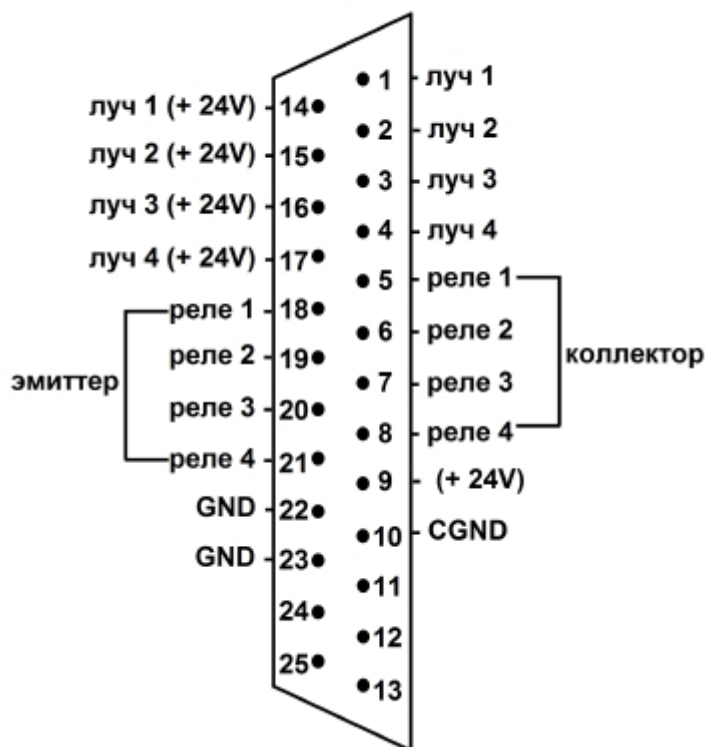 1 луч 1
луч 1 (+ 24V) 14
2 луч 2
луч 2 (+ 24V) 15
3 луч 3
луч 3 (+ 24V) 16
4 луч 4
луч 4 (+ 24V) 17
5 реле 1
реле 1 18
6 реле 2
реле 2 19
коллектор
эмиттер
7 реле 3
реле 3 20
8 реле 4
реле 4 21
9 (+ 24V)
GND 22
10 CGND
GND 23
11
24
12
25
13